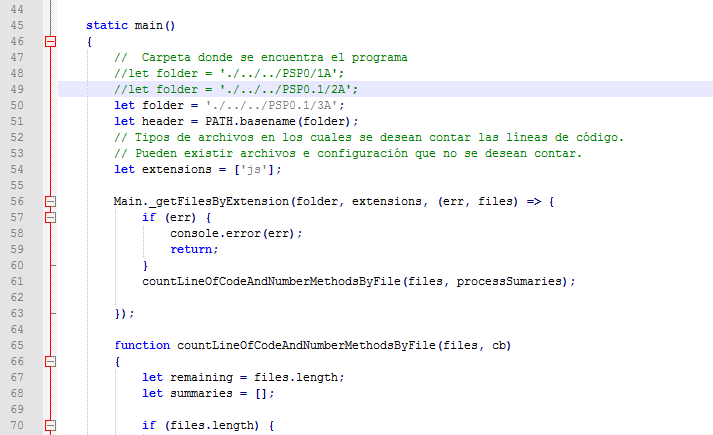 44
45 static main()
46 {
47 //  Carpeta donde se encuentra el programa
48 //let folder = './../../PSP0/1A';
49 //let folder = './../../PSP0.1/2A';
50 let folder = './../../PSP0.1/3A';
51 let header = PATH.basename(folder);
52 // Tipos de archivos en los cuales se desean contar las líneas de código.
53 // Pueden existir archivos e configuración que no se desean contar.
54 let extensions = ['js'];
55
56 Main._getFilesByExtension(folder, extensions, (err, files) => {
57 if (err) {
58 console.error(err);
59 return;
60 }
61 countLineOfCodeAndNumberMethodsByFile(files, processSumaries);
62
63 });
64
65 function countLineOfCodeAndNumberMethodsByFile(files, cb)
66 {
67 let remaining = files.length;
68 let summaries = [];
69
70 if (files.length) {